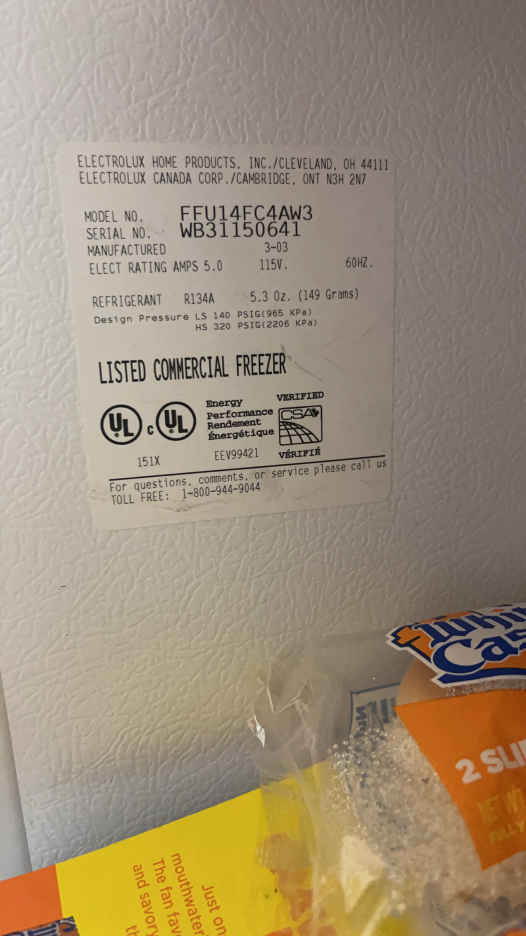 ELECTROLUX HOME PRODUCTS, INC./CLEVELAND, OH 44111
ELECTROLUX CANADA CORP./CAMBRIDGE, ONT N3H 2N7
MODEL NO. FFU14FC4AW3
SERIAL NO. WB31150641
MANUFACTURED 3-03
ELECT RATING AMPS 5.0 115V. 60HZ.
REFRIGERANT R134A 5.3 Oz. (149 Grams)
Design Pressure LS 140 PSIG(965 KPa)
HS 320 PSIG(2206 KPa)
LISTED COMMERCIAL FREEZER
UL c UL
Energy
Performance
Rendement
Énergétique
VERIFIED
CSA
VÉRIFIÉ
151X EEV99421
For questions, comments, or service please call us
TOLL FREE: 1-800-944-9044
2 SLI
Just on
mouthwater
The fan fav
and savory
th